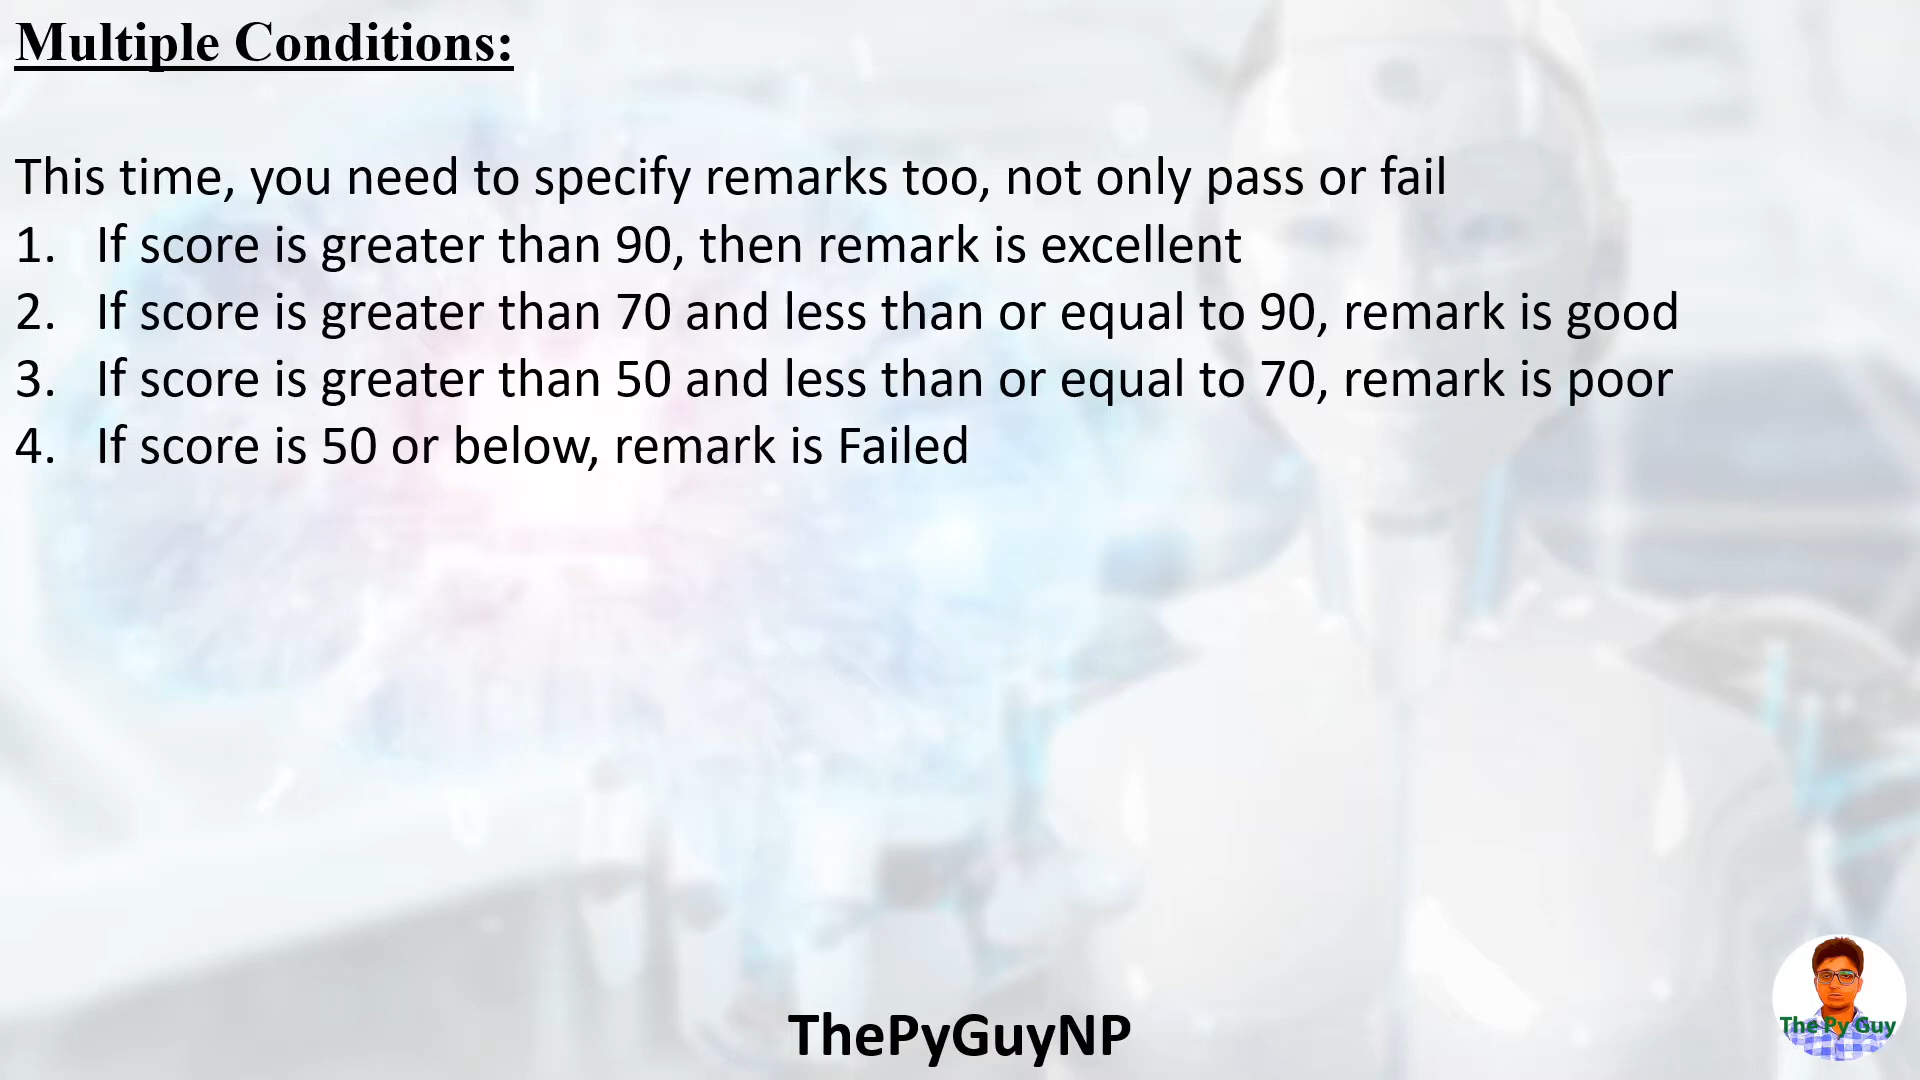 Multiple Conditions:
This time, you need to specify remarks too, not only pass or fail
1. If score is greater than 90, then remark is excellent
2. If score is greater than 70 and less than or equal to 90, remark is good
3. If score is greater than 50 and less than or equal to 70, remark is poor
4. If score is 50 or below, remark is Failed
ThePyGuyNP
The Py Guy